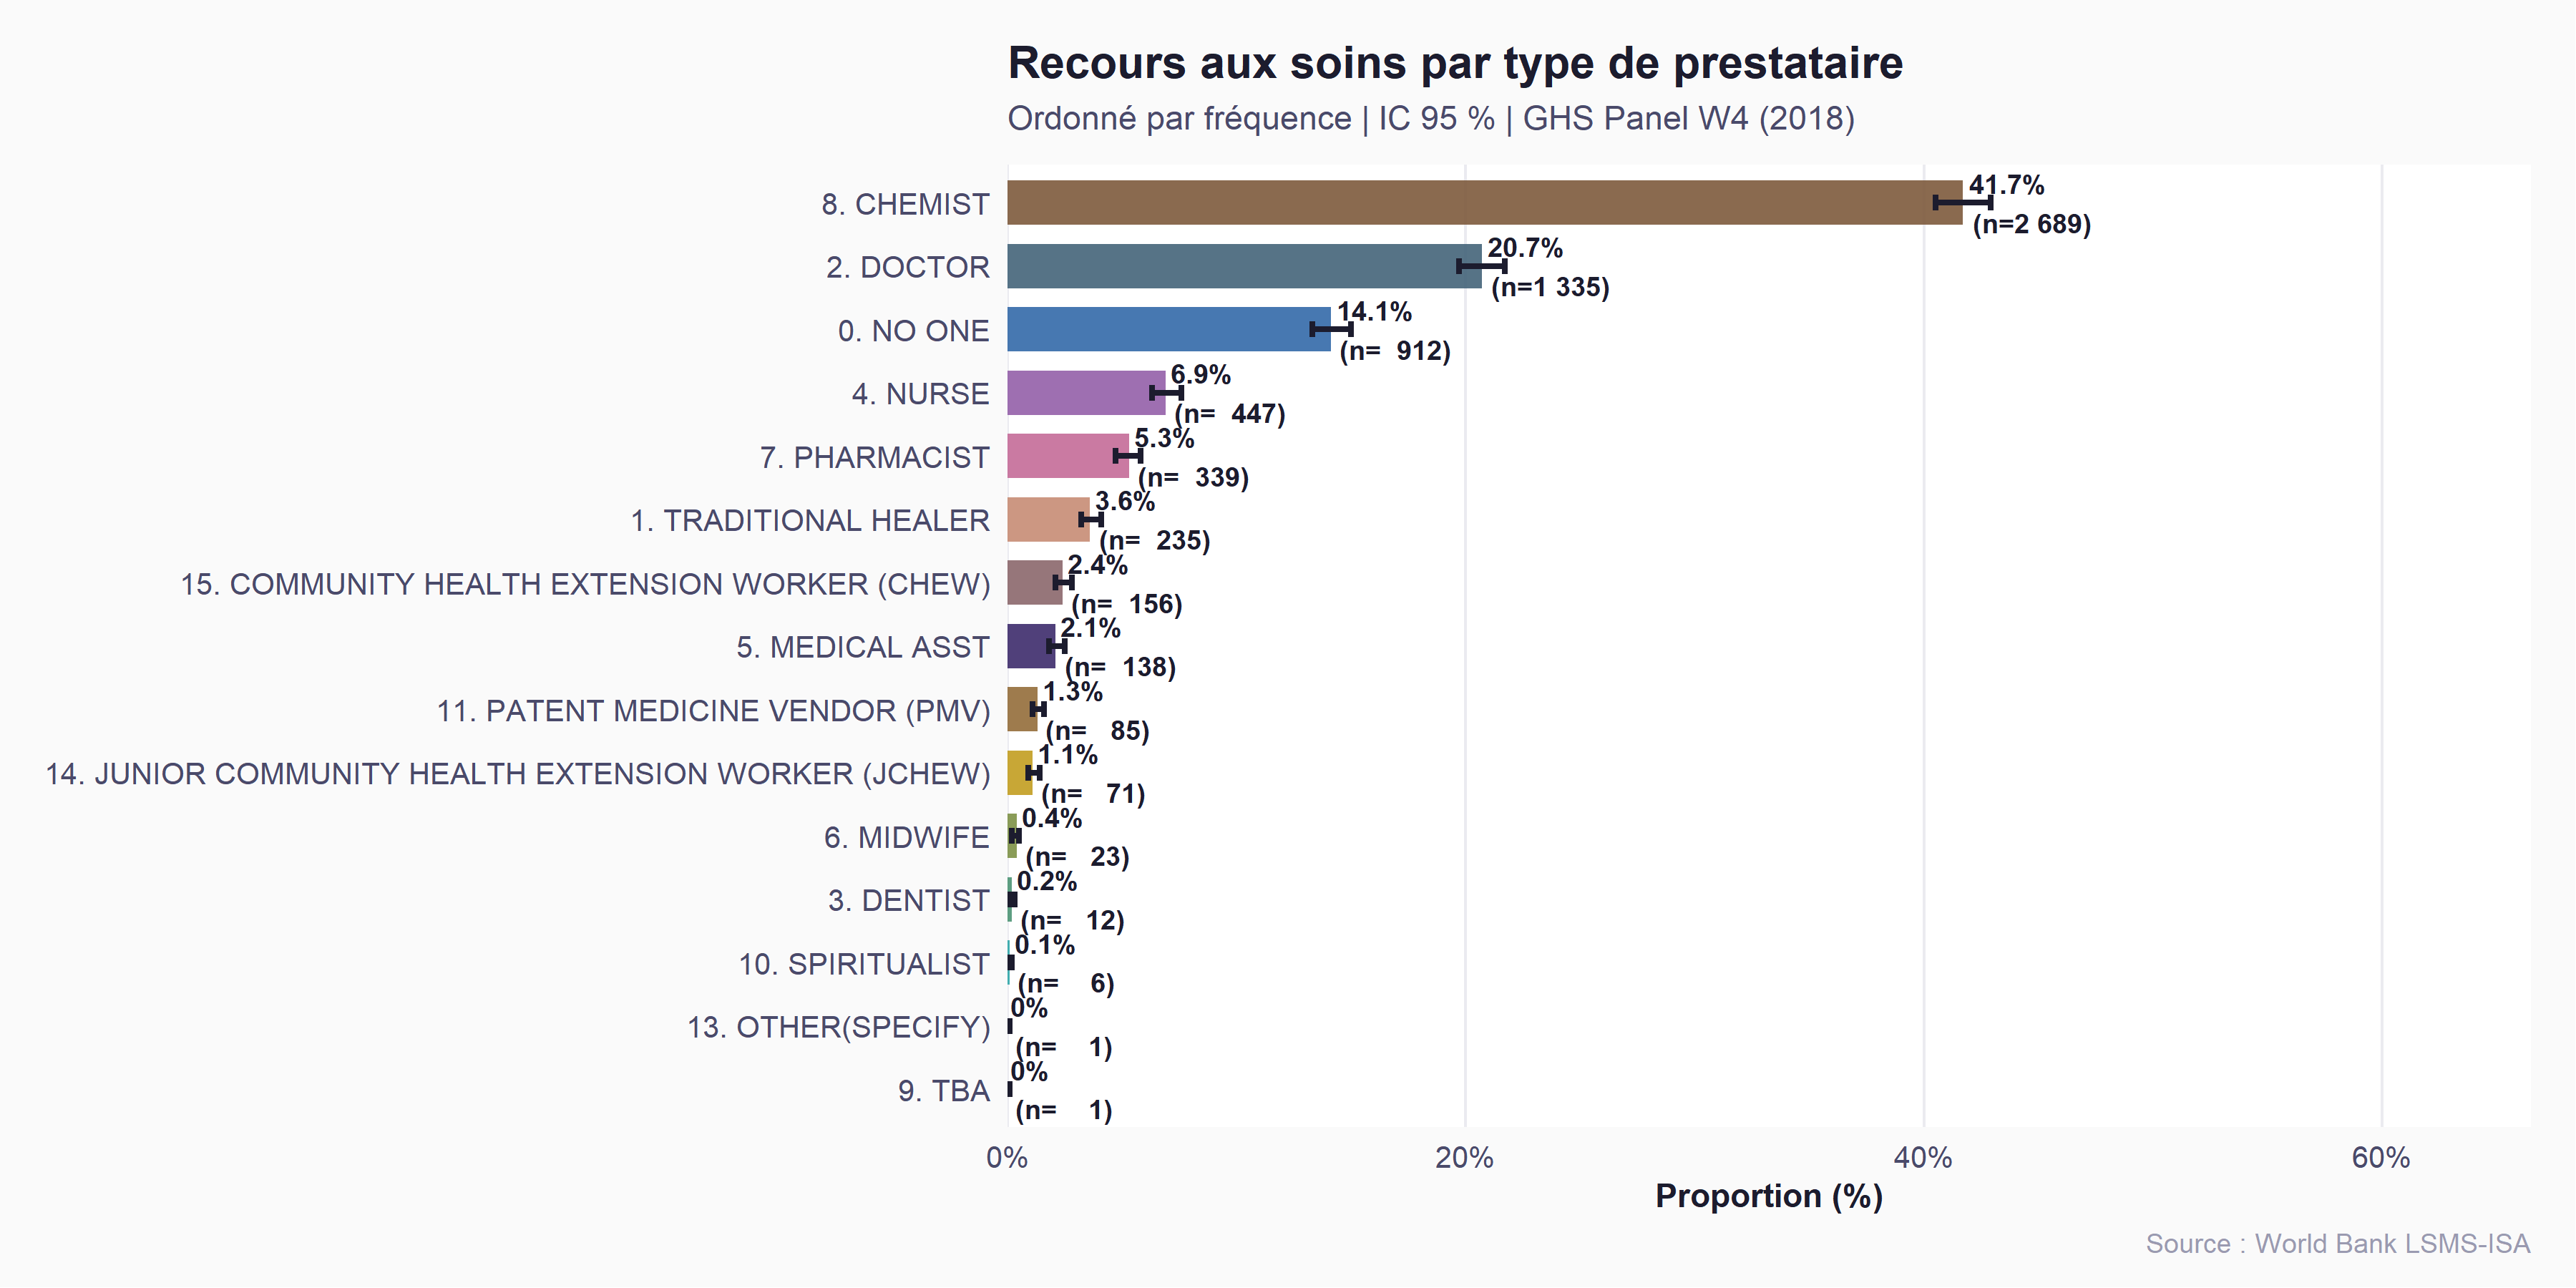 Recours aux soins par type de prestataire
Ordonné par fréquence | IC 95 % | GHS Panel W4 (2018)
8. CHEMIST
41.7%
(n=2 689)
2. DOCTOR
20.7%
(n=1 335)
0. NO ONE
14.1%
(n=  912)
4. NURSE
6.9%
(n=  447)
7. PHARMACIST
5.3%
(n=  339)
1. TRADITIONAL HEALER
3.6%
(n=  235)
15. COMMUNITY HEALTH EXTENSION WORKER (CHEW)
2.4%
(n=  156)
5. MEDICAL ASST
2.1%
(n=  138)
11. PATENT MEDICINE VENDOR (PMV)
1.3%
(n=   85)
14. JUNIOR COMMUNITY HEALTH EXTENSION WORKER (JCHEW)
1.1%
(n=   71)
6. MIDWIFE
0.4%
(n=   23)
3. DENTIST
0.2%
(n=   12)
10. SPIRITUALIST
0.1%
(n=    6)
13. OTHER(SPECIFY)
0%
(n=    1)
9. TBA
0%
(n=    1)
0% 20% 40% 60%
Proportion (%)
Source : World Bank LSMS-ISA